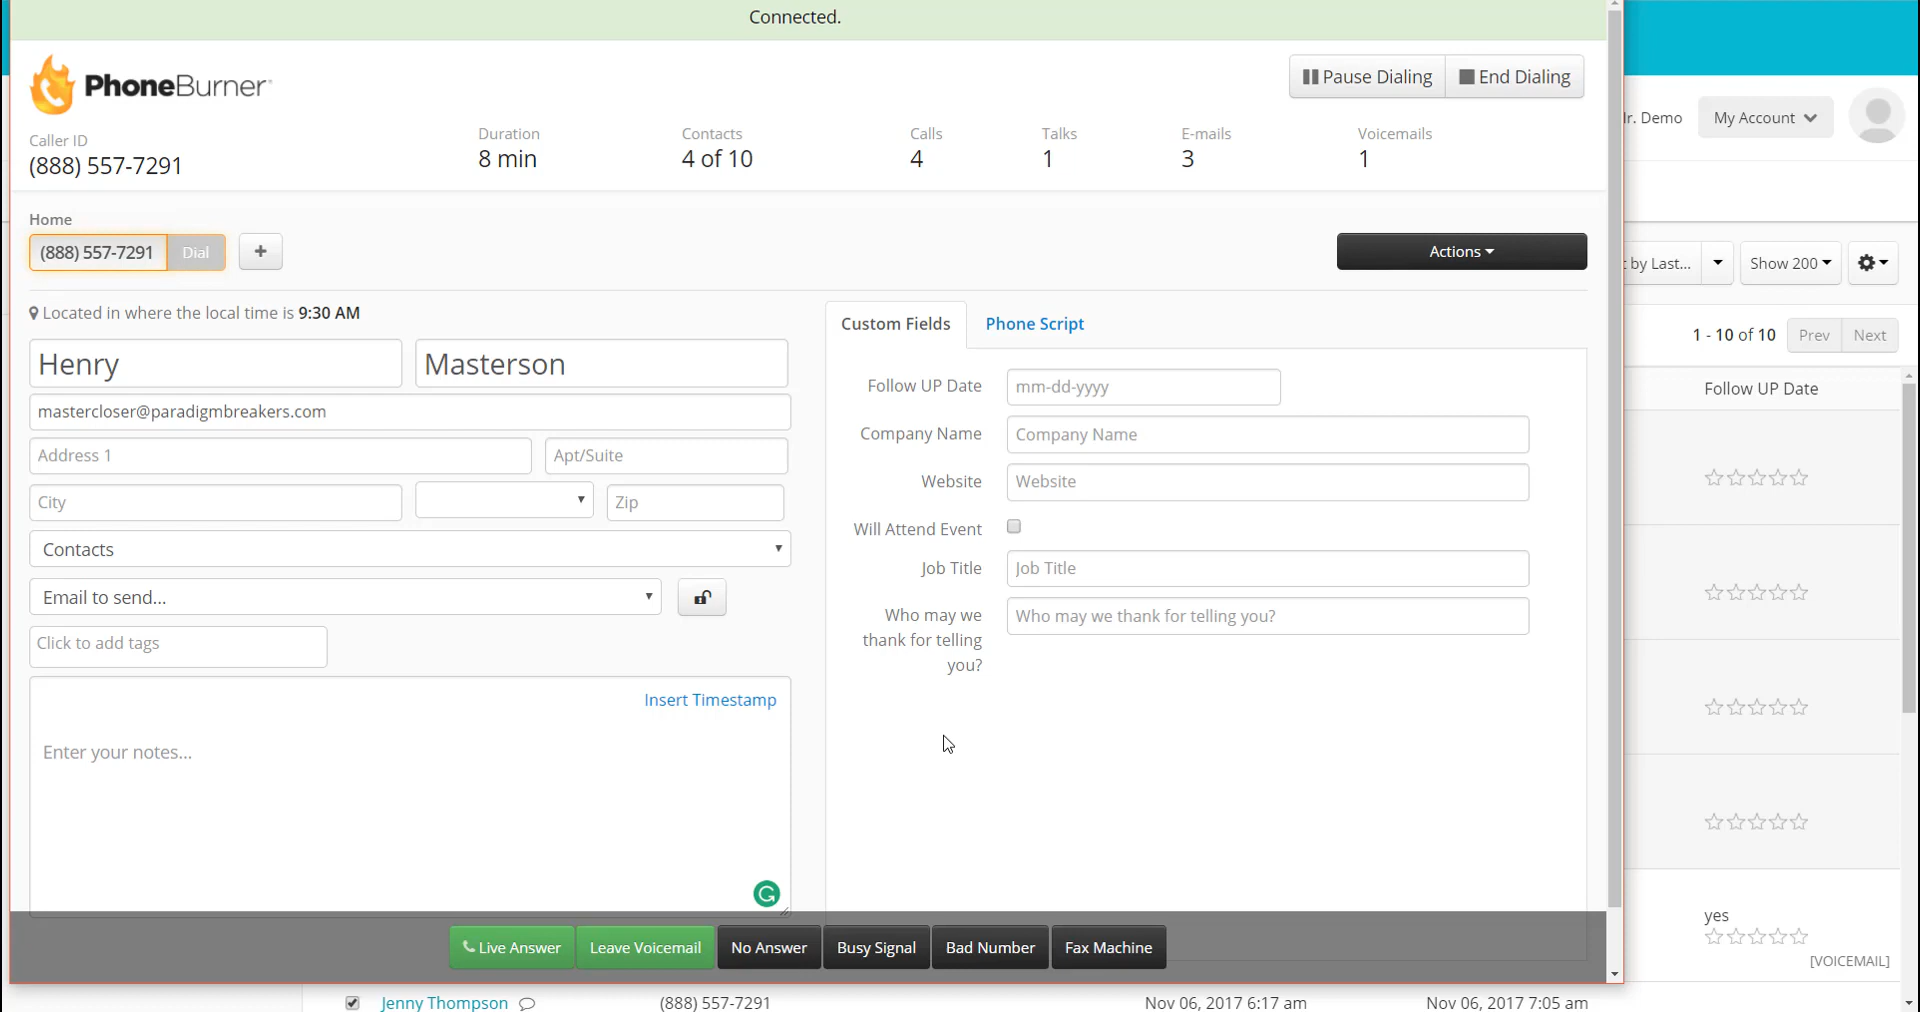 Connected.
PhoneBurner
Pause Dialing
End Dialing
Caller ID
(888) 557-7291
Duration
8 min
Contacts
4 of 10
Calls
4
Talks
1
E-mails
3
Voicemails
1
Home
(888) 557-7291 Dial
+
Actions
Located in where the local time is 9:30 AM
Henry
Masterson
mastercloser@paradigmbreakers.com
Address 1
Apt/Suite
City
Zip
Contacts
Email to send...
Click to add tags
Insert Timestamp
Enter your notes...
Custom Fields
Phone Script
Follow UP Date
mm-dd-yyyy
Company Name
Company Name
Website
Website
Will Attend Event
Job Title
Job Title
Who may we
thank for telling
you?
Who may we thank for telling you?
Live Answer
Leave Voicemail
No Answer
Busy Signal
Bad Number
Fax Machine
Demo
My Account
by Last...
Show 200
1 - 10 of 10
Prev
Next
Follow UP Date
yes
[VOICEMAIL]
Jenny Thompson
(888) 557-7291
Nov 06, 2017 6:17 am
Nov 06, 2017 7:05 am